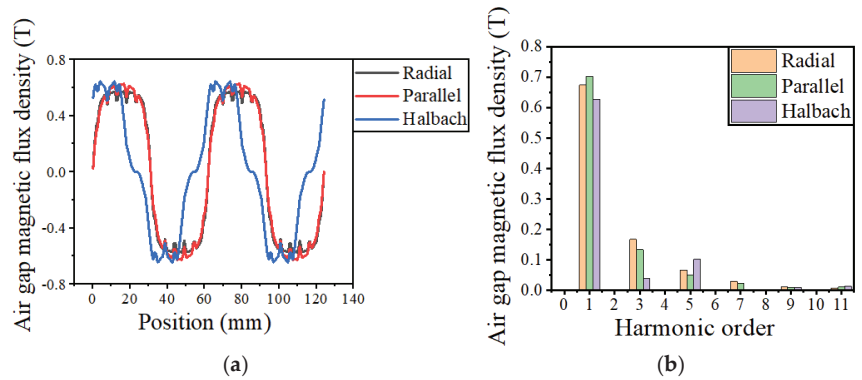 Air gap magnetic flux density (T)
0.8
0.4
0.0
-0.4
-0.8
0 20 40 60 80 100 120 140
Position (mm)
Radial
Parallel
Halbach
(a)
Air gap magnetic flux density (T)
0.8
0.7
0.6
0.5
0.4
0.3
0.2
0.1
0.0
0 1 2 3 4 5 6 7 8 9 10 11
Harmonic order
Radial
Parallel
Halbach
(b)